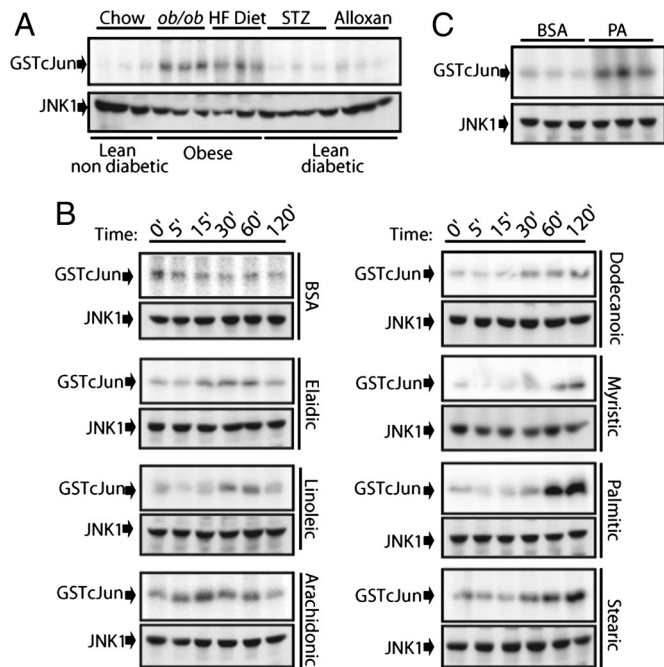 A
Chow ob/ob HF Diet STZ Alloxan
GSTcJun
JNK1
Lean non diabetic
Obese
Lean diabetic
C
BSA PA
GSTcJun
JNK1
B
Time: 0' 5' 15' 30' 60' 120'
GSTcJun
JNK1
BSA
GSTcJun
JNK1
Elaidic
GSTcJun
JNK1
Linoleic
GSTcJun
JNK1
Arachidonic
Time: 0' 5' 15' 30' 60' 120'
GSTcJun
JNK1
Dodecanoic
GSTcJun
JNK1
Myristic
GSTcJun
JNK1
Palmitic
GSTcJun
JNK1
Stearic